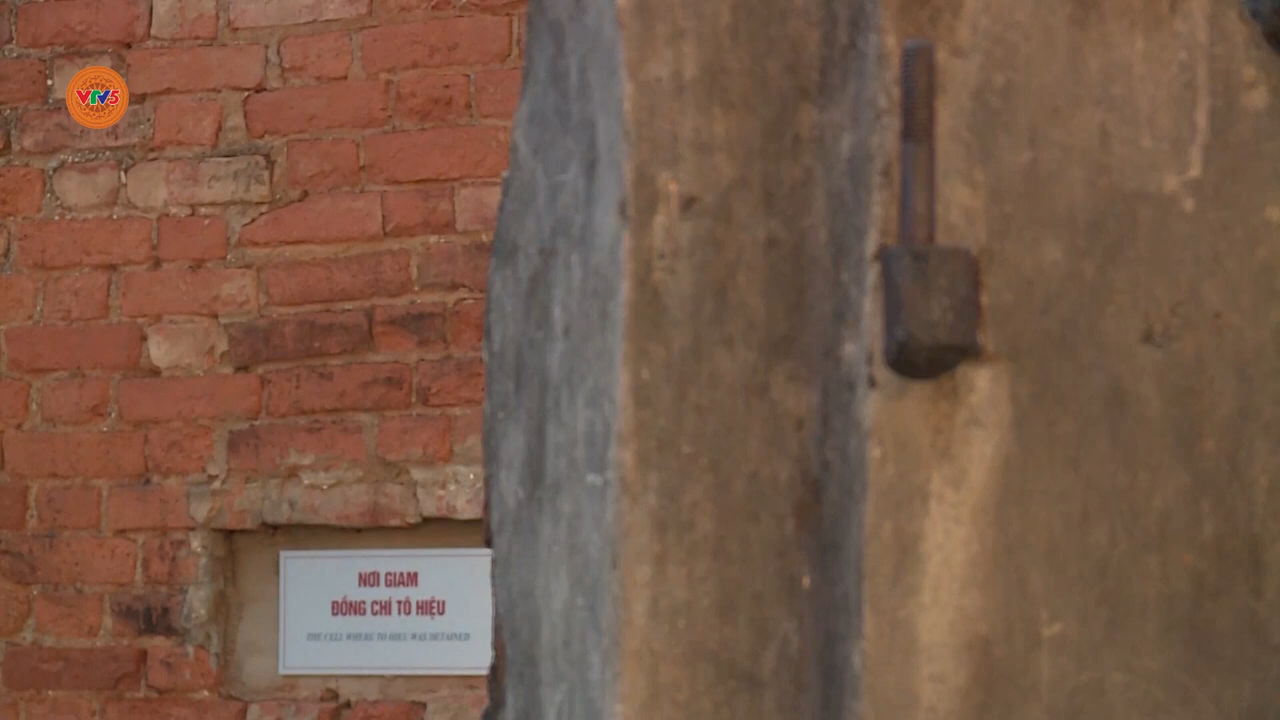 VTV5
NƠI GIAM
ĐỒNG CHÍ TÔ HIỆU
THE CELL WHERE TO HIEU WAS DETAINED